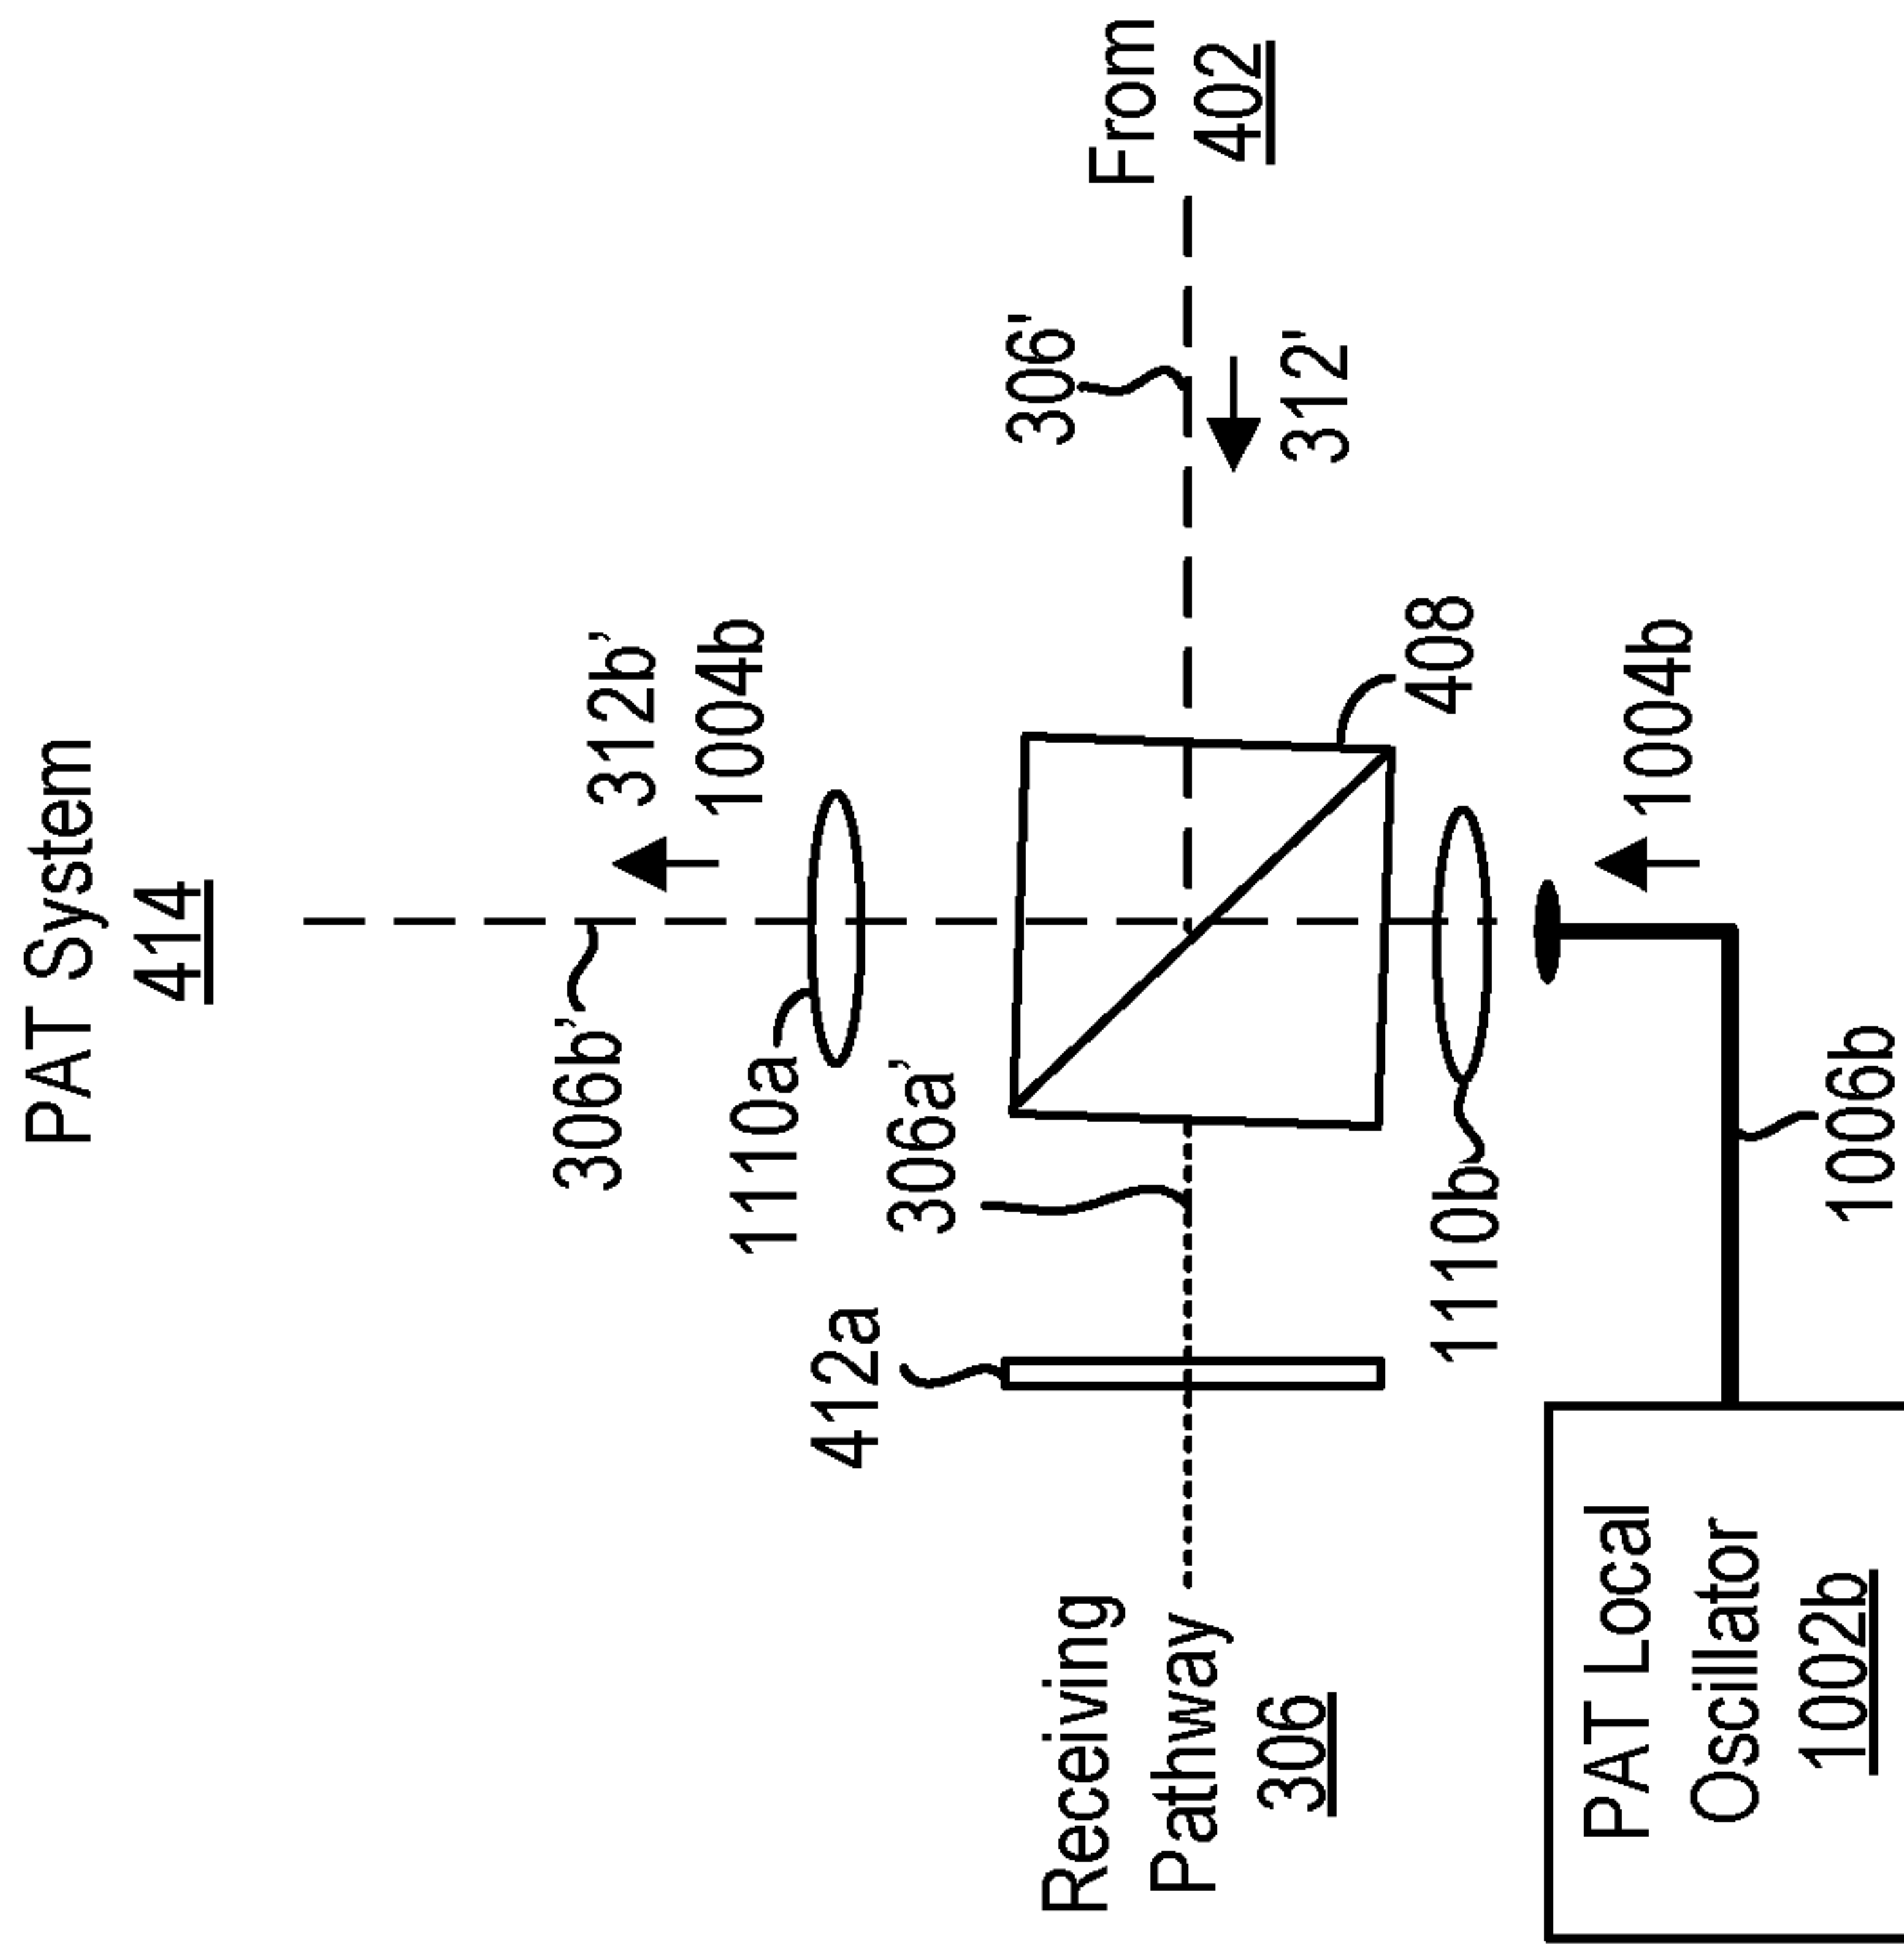 PAT System
414
From
402
306'
312'
312b’
1004b
306b’
1110a
306a’
412a
408
1004b
1110b
1006b
Receiving
Pathway
306
PAT Local
Oscillator
1002b